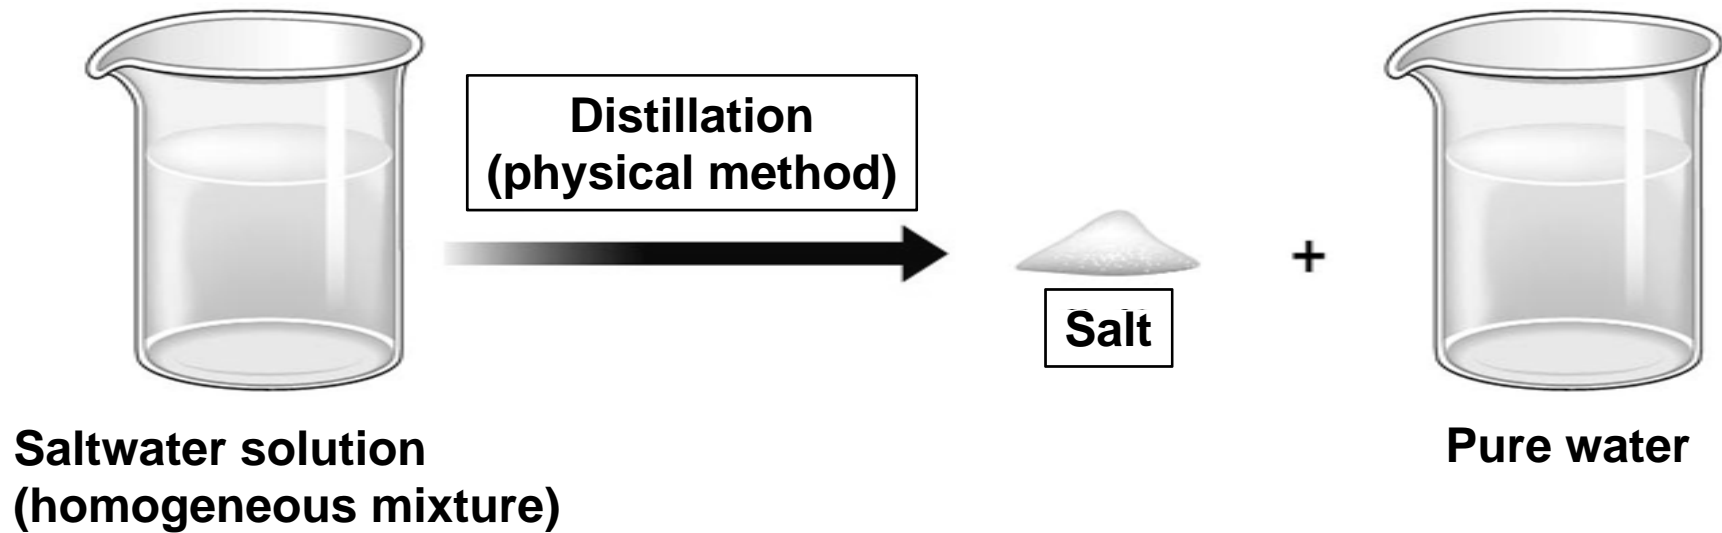 Distillation
(physical method)
Salt
+
Saltwater solution
(homogeneous mixture)
Pure water